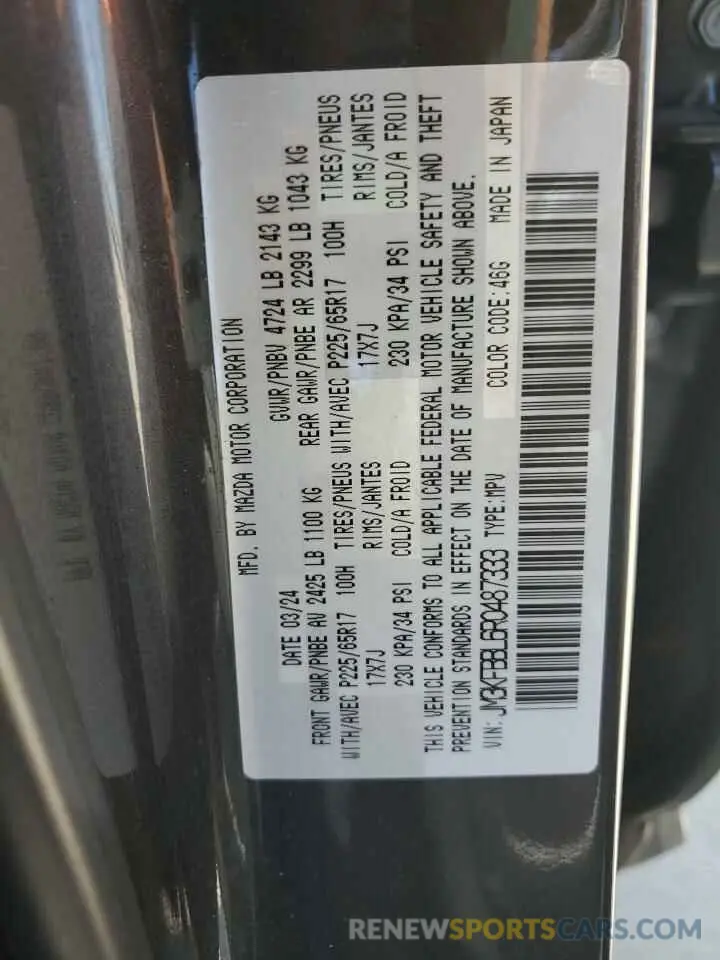 MFD. BY MAZDA MOTOR CORPORATION
DATE 03/24 GVWR/PNBV 4724 LB 2143 KG
FRONT GAWR/PNBE AV 2425 LB 1100 KG REAR GAWR/PNBE AR 2299 LB 1043 KG
WITH/AVEC P225/65R17 100H TIRES/PNEUS WITH/AVEC P225/65R17 100H TIRES/PNEUS
17X7J RIMS/JANTES 17X7J RIMS/JANTES
230 KPA/34 PSI COLD/A FROID 230 KPA/34 PSI COLD/A FROID
THIS VEHICLE CONFORMS TO ALL APPLICABLE FEDERAL MOTOR VEHICLE SAFETY AND THEFT
PREVENTION STANDARDS IN EFFECT ON THE DATE OF MANUFACTURE SHOWN ABOVE.
VIN: JM3KFBBL6R0487333 TYPE:MPV COLOR CODE:46G MADE IN JAPAN
RENEWSPORTSCARS.COM